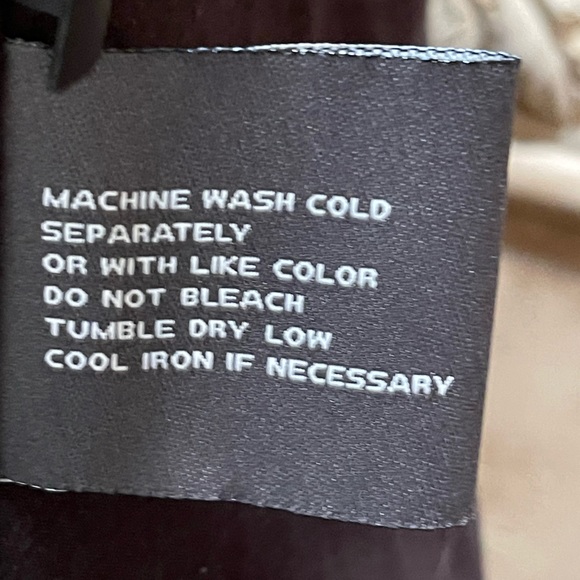 MACHINE WASH COLD
SEPARATELY
OR WITH LIKE COLOR
DO NOT BLEACH
TUMBLE DRY LOW
COOL IRON IF NECESSARY